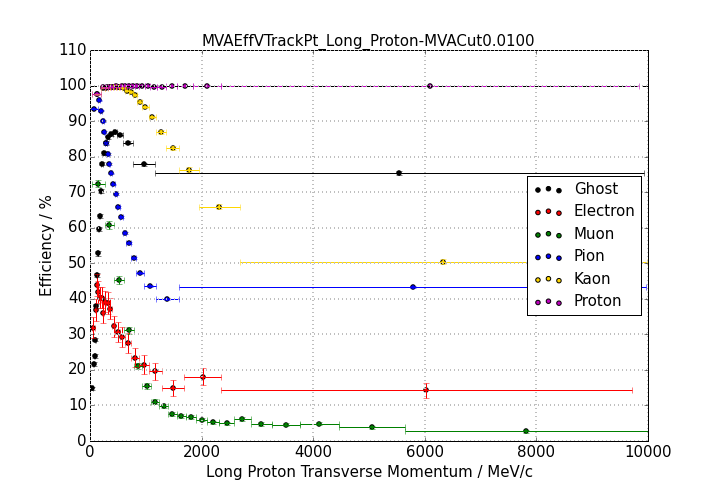 MVAEffVTrackPt_Long_Proton-MVACut0.0100
110
100
90
80
70
60
50
40
30
20
10
0
Efficiency / %
Ghost
Electron
Muon
Pion
Kaon
Proton
0 2000 4000 6000 8000 10000
Long Proton Transverse Momentum / MeV/c